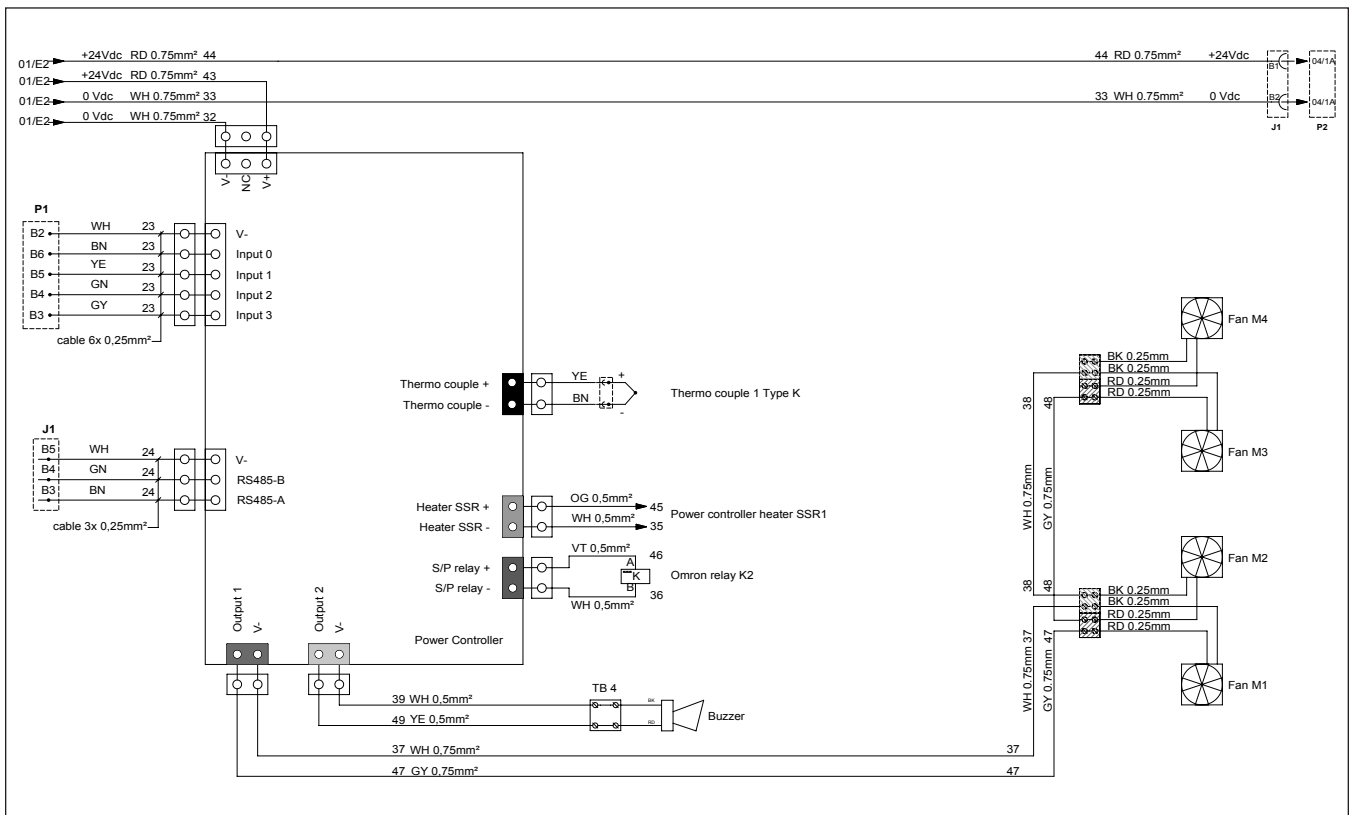 01/E2 +24Vdc RD 0.75mm² 44 44 RD 0.75mm² +24Vdc B1 04/1A
01/E2 +24Vdc RD 0.75mm² 43
01/E2 0 Vdc WH 0.75mm² 33 33 WH 0.75mm² 0 Vdc B2 04/1A
01/E2 0 Vdc WH 0.75mm² 32
J1 P2
V- NC V+
P1
B2 WH 23 V-
B6 BN 23 Input 0
B5 YE 23 Input 1
B4 GN 23 Input 2
B3 GY 23 Input 3
cable 6x 0,25mm²
Thermo couple + YE +
Thermo couple - BN -
Thermo couple 1 Type K
J1
B5 WH 24 V-
B4 GN 24 RS485-B
B3 BN 24 RS485-A
cable 3x 0,25mm²
Heater SSR + OG 0,5mm² 45
Heater SSR - WH 0,5mm² 35
Power controller heater SSR1
S/P relay + VT 0,5mm² 46
S/P relay - WH 0,5mm² 36
A
K
B
Omron relay K2
Output 1 V- Output 2 V-
Power Controller
39 WH 0,5mm² TB 4 BK
49 YE 0,5mm² RD
Buzzer
37 WH 0,75mm² 37
47 GY 0,75mm² 47
Fan M4
BK 0.25mm
BK 0.25mm
RD 0.25mm
RD 0.25mm
38 48
Fan M3
WH 0.75mm²
GY 0.75mm²
Fan M2
38 48
BK 0.25mm
BK 0.25mm
RD 0.25mm
RD 0.25mm
WH 0.75mm² 37
GY 0.75mm² 47
Fan M1